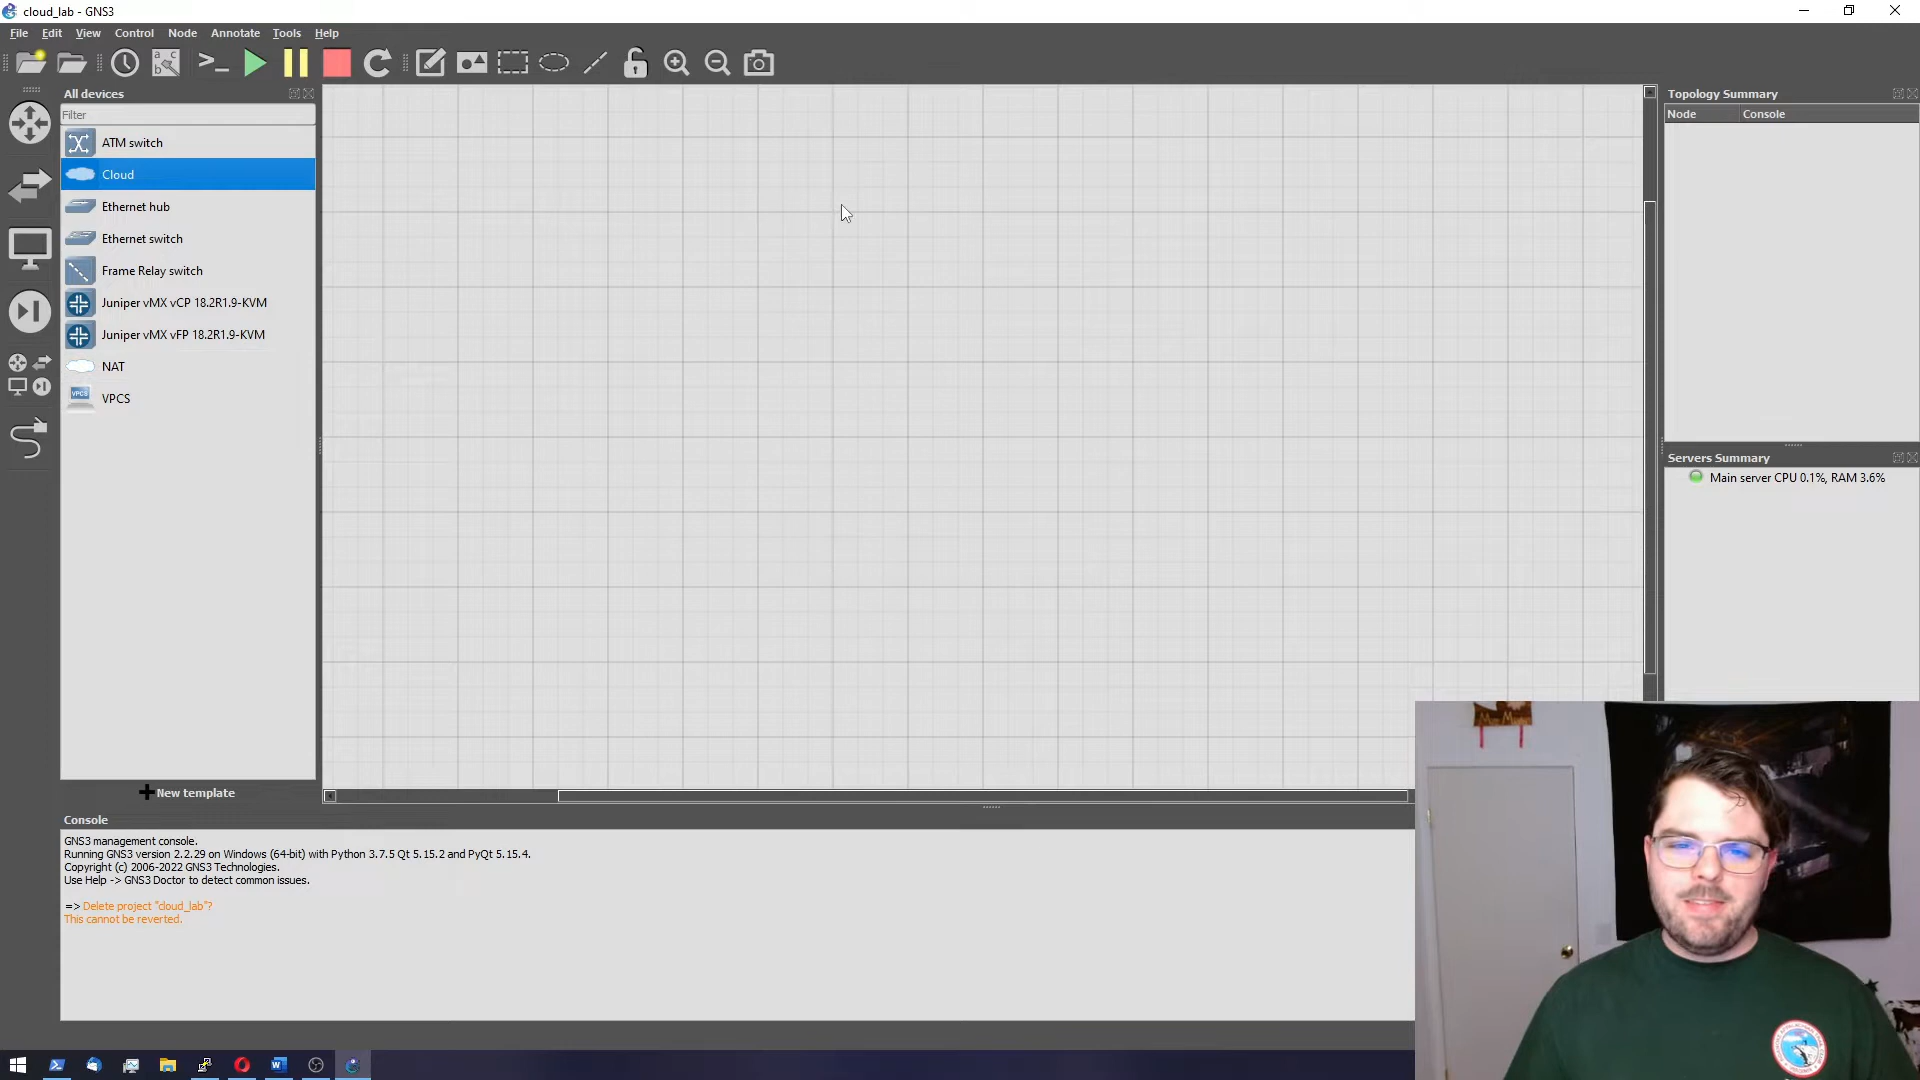 cloud_lab - GNS3
File Edit View Control Node Annotate Tools Help
All devices
Filter
ATM switch
Cloud
Ethernet hub
Ethernet switch
Frame Relay switch
Juniper vMX vCP 18.2R1.9-KVM
Juniper vMX vFP 18.2R1.9-KVM
NAT
VPCS
New template
Topology Summary
Node Console
Servers Summary
Main server CPU 0.1%, RAM 3.6%
Console
GNS3 management console.
Running GNS3 version 2.2.29 on Windows (64-bit) with Python 3.7.5 Qt 5.15.2 and PyQt 5.15.4.
Copyright (c) 2006-2022 GNS3 Technologies.
Use Help -> GNS3 Doctor to detect common issues.
=> Delete project "cloud_lab"?
This cannot be reverted.